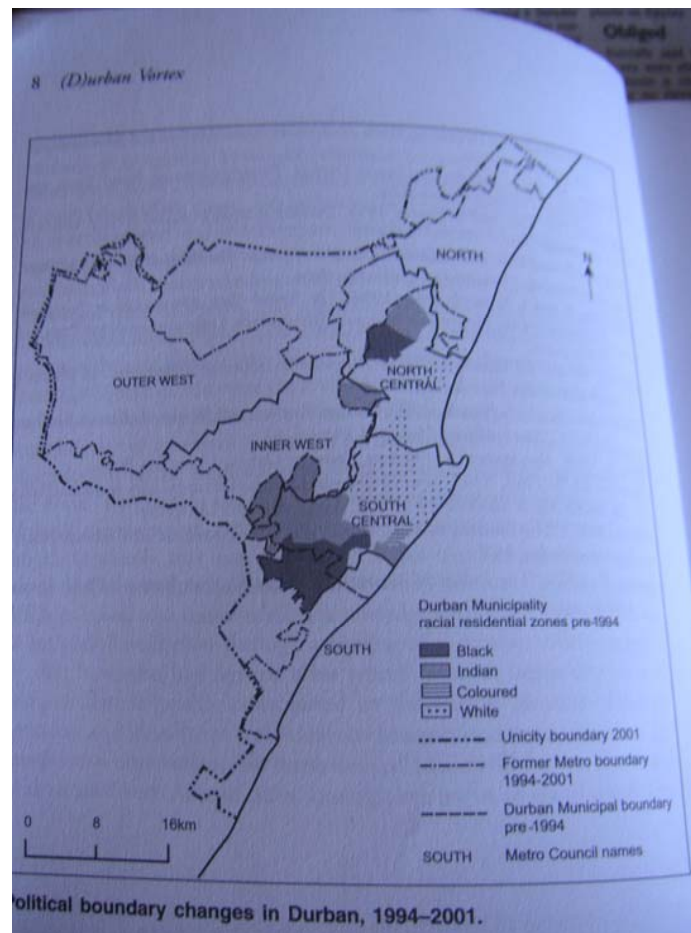 Obliged
8 (D)urban Vortex
NORTH
N
NORTH
CENTRAL
OUTER WEST
INNER WEST
SOUTH
CENTRAL
SOUTH
Durban Municipality
racial residential zones pre-1994
Black
Indian
Coloured
White
Unicity boundary 2001
Former Metro boundary
1994-2001
Durban Municipal boundary
pre-1994
SOUTH Metro Council names
0 8 16km
Political boundary changes in Durban, 1994–2001.